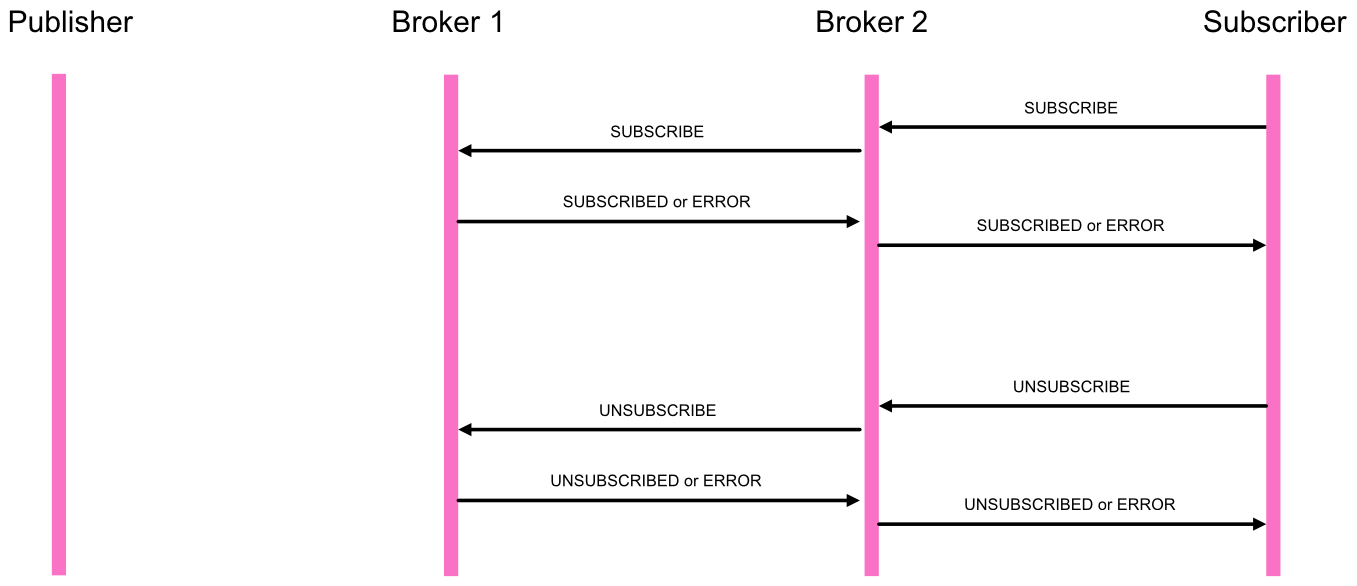 Publisher
Broker 1
Broker 2
Subscriber
SUBSCRIBE
SUBSCRIBE
SUBSCRIBED or ERROR
SUBSCRIBED or ERROR
UNSUBSCRIBE
UNSUBSCRIBE
UNSUBSCRIBED or ERROR
UNSUBSCRIBED or ERROR